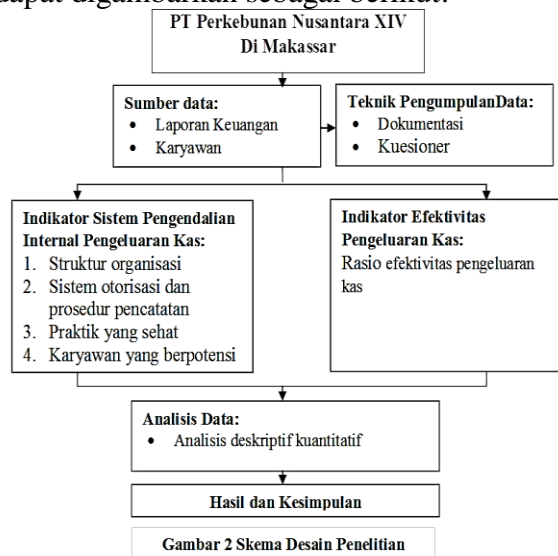 dapat digambarkan sebagai berikut:
PT Perkebunan Nusantara XIV
Di Makassar
Sumber data:
• Laporan Keuangan
• Karyawan
Teknik PengumpulanData:
• Dokumentasi
• Kuesioner
Indikator Sistem Pengendalian
Internal Pengeluaran Kas:
1. Struktur organisasi
2. Sistem otorisasi dan
prosedur pencatatan
3. Praktik yang sehat
4. Karyawan yang berpotensi
Indikator Efektivitas
Pengeluaran Kas:
Rasio efektivitas pengeluaran
kas
Analisis Data:
• Analisis deskriptif kuantitatif
Hasil dan Kesimpulan
Gambar 2 Skema Desain Penelitian